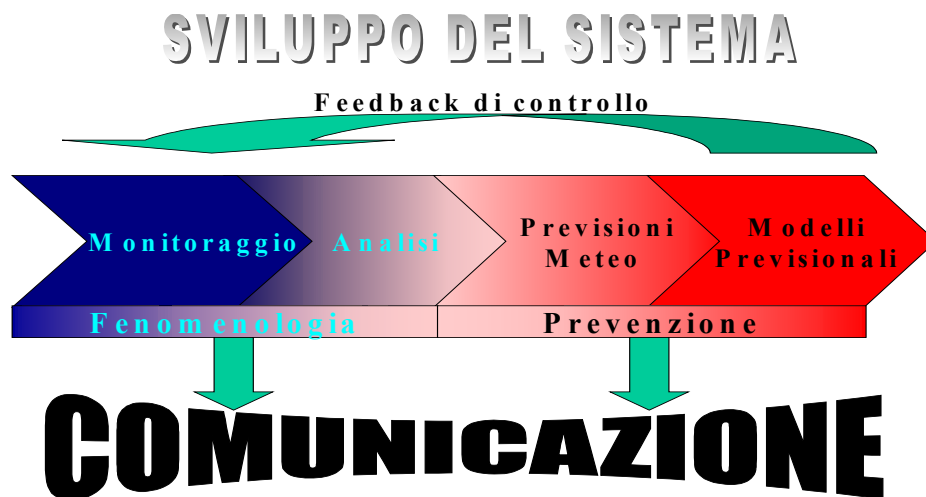 SVILUPPO DEL SISTEMA
Feedback di controllo
Monitoraggio
Analisi
Previsioni
Meteo
Modelli
Previsionali
Fenomenologia
Prevenzione
COMUNICAZIONE